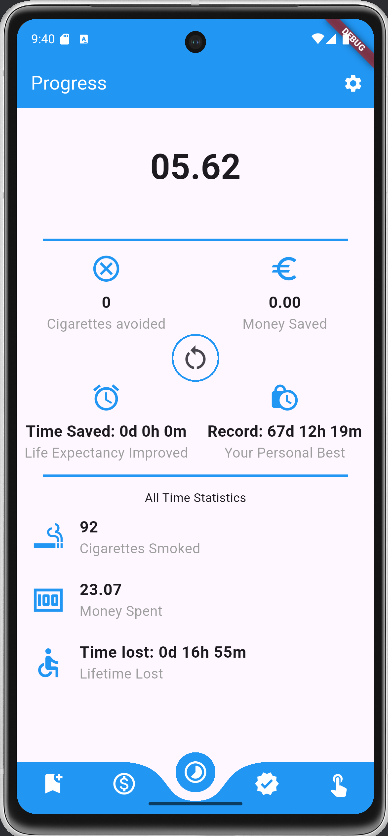 9:40
DEBUG
Progress
05.62
0
0.00
Cigarettes avoided
Money Saved
Time Saved: 0d 0h 0m
Record: 67d 12h 19m
Life Expectancy Improved
Your Personal Best
All Time Statistics
92
Cigarettes Smoked
100
23.07
Money Spent
Time lost: 0d 16h 55m
Lifetime Lost